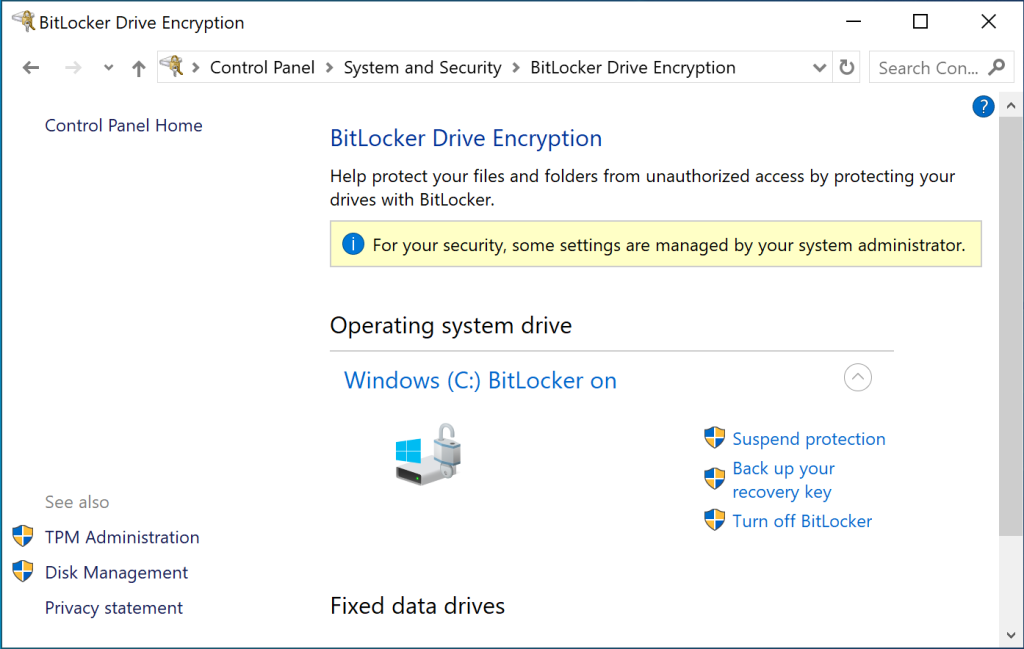 BitLocker Drive Encryption
Control Panel > System and Security > BitLocker Drive Encryption
Search Con...
Control Panel Home
BitLocker Drive Encryption
Help protect your files and folders from unauthorized access by protecting your
drives with BitLocker.
For your security, some settings are managed by your system administrator.
Operating system drive
Windows (C:) BitLocker on
Suspend protection
Back up your
recovery key
Turn off BitLocker
See also
TPM Administration
Disk Management
Privacy statement
Fixed data drives